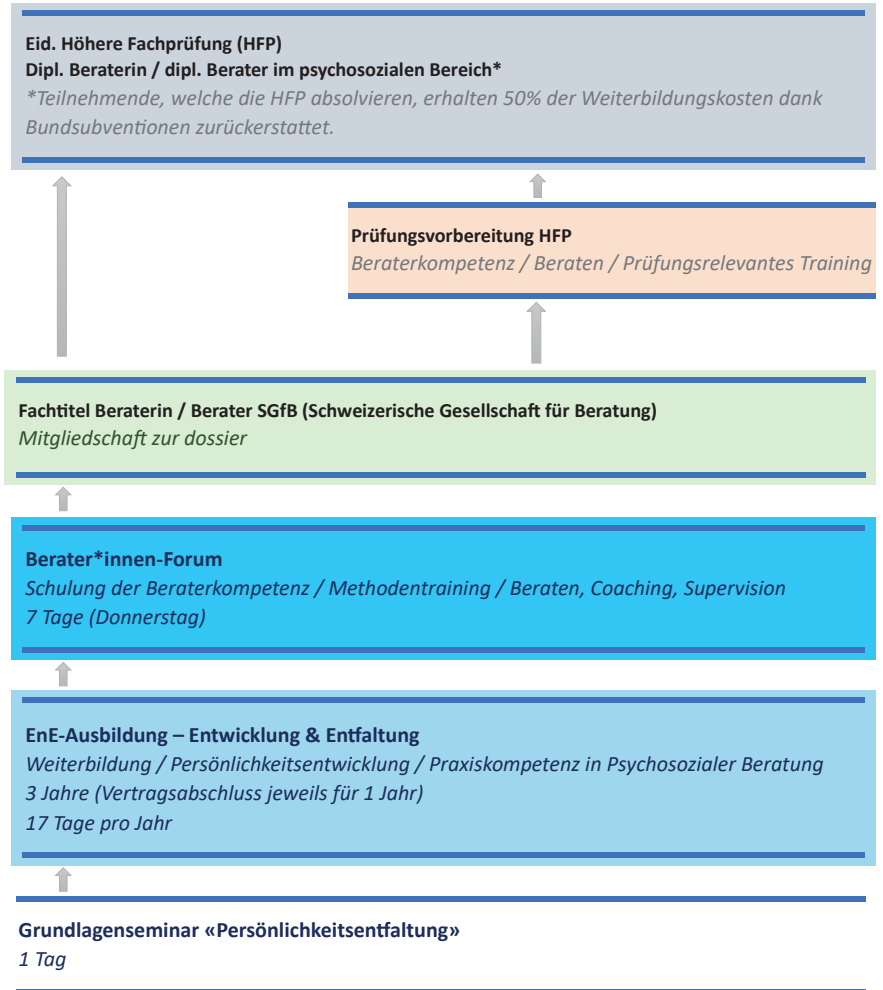 Eid. Höhere Fachprüfung (HFP)
Dipl. Beraterin / dipl. Berater im psychosozialen Bereich*
*Teilnehmende, welche die HFP absolvieren, erhalten 50% der Weiterbildungskosten dank
Bundsubventionen zurückerstattet.
Prüfungsvorbereitung HFP
Beraterkompetenz / Beraten / Prüfungsrelevantes Training
Fachtitel Beraterin / Berater SGfB (Schweizerische Gesellschaft für Beratung)
Mitgliedschaft zur dossier
Berater*innen-Forum
Schulung der Beraterkompetenz / Methodentraining / Beraten, Coaching, Supervision
7 Tage (Donnerstag)
EnE-Ausbildung – Entwicklung & Entfaltung
Weiterbildung / Persönlichkeitsentwicklung / Praxiskompetenz in Psychosozialer Beratung
3 Jahre (Vertragsabschluss jeweils für 1 Jahr)
17 Tage pro Jahr
Grundlagenseminar «Persönlichkeitsentfaltung»
1 Tag